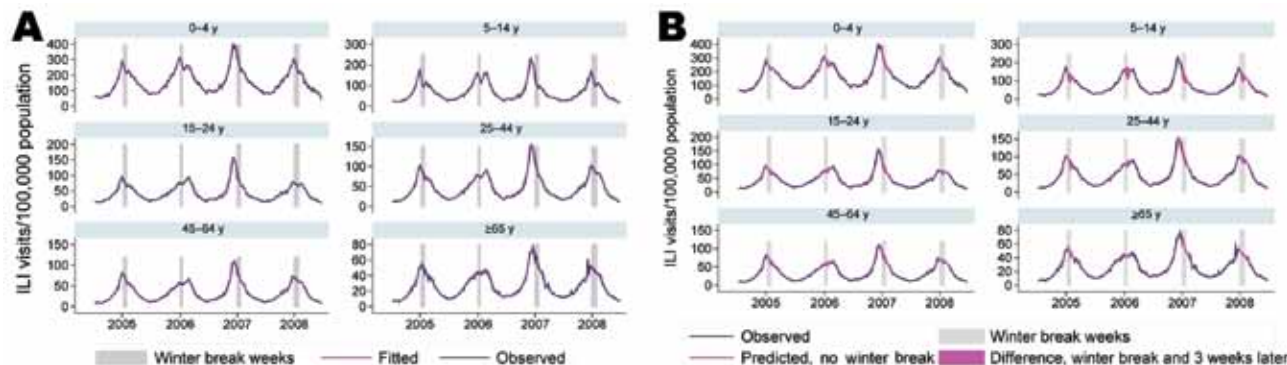 A
0–4 y
5–14 y
400
300
200
100
0
300
200
100
0
15–24 y
25–44 y
200
150
100
50
0
150
100
50
0
45–64 y
≥65 y
150
100
50
0
80
60
40
20
0
ILI visits/100,000 population
2005 2006 2007 2008
2005 2006 2007 2008
Winter break weeks Fitted Observed
B
0–4 y
5–14 y
400
300
200
100
0
300
200
100
0
15–24 y
25–44 y
200
150
100
50
0
150
100
50
0
45–64 y
≥65 y
150
100
50
0
80
60
40
20
0
ILI visits/100,000 population
2005 2006 2007 2008
2005 2006 2007 2008
Observed Winter break weeks
Predicted, no winter break Difference, winter break and 3 weeks later